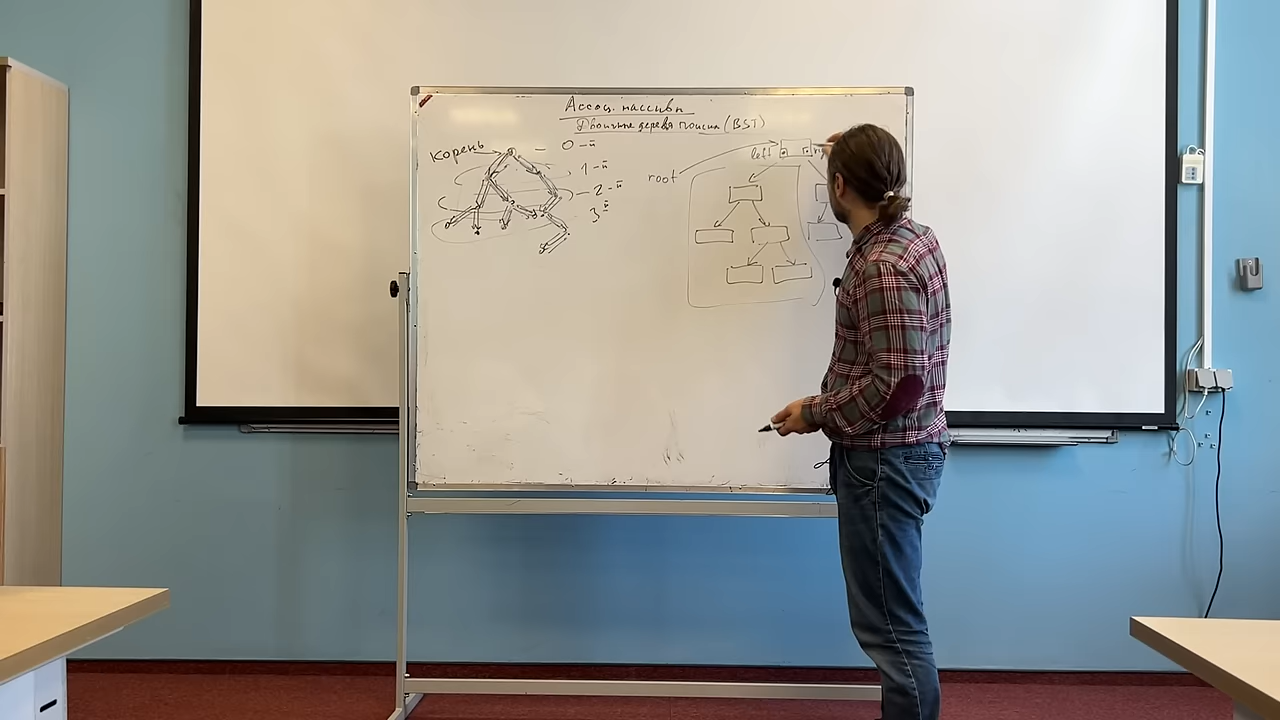 Ассоц. массивы
Двоичные деревья поиска (BST)
Корень
0-й
1-й
2-й
3-й
root
left